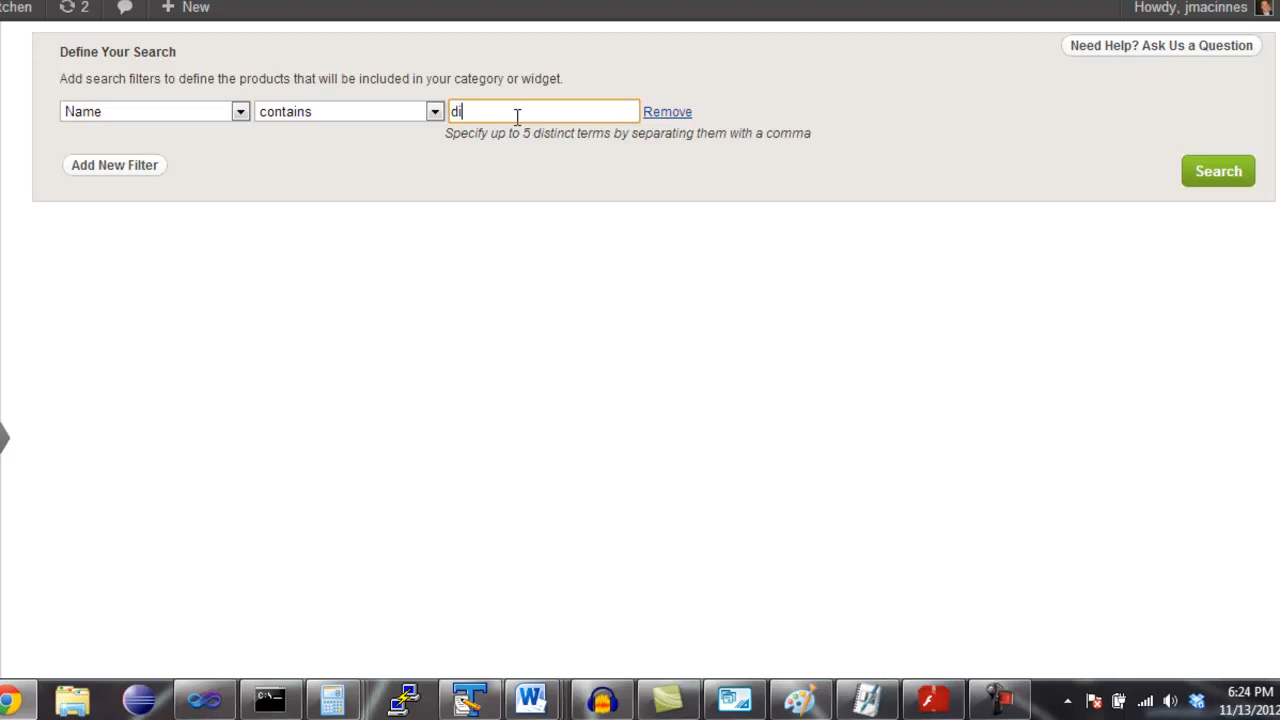 tchen 2 New Howdy, jmacinnes
Define Your Search
Need Help? Ask Us a Question
Add search filters to define the products that will be included in your category or widget.
Name contains di Remove
Specify up to 5 distinct terms by separating them with a comma
Add New Filter
Search
6:24 PM
11/13/2012